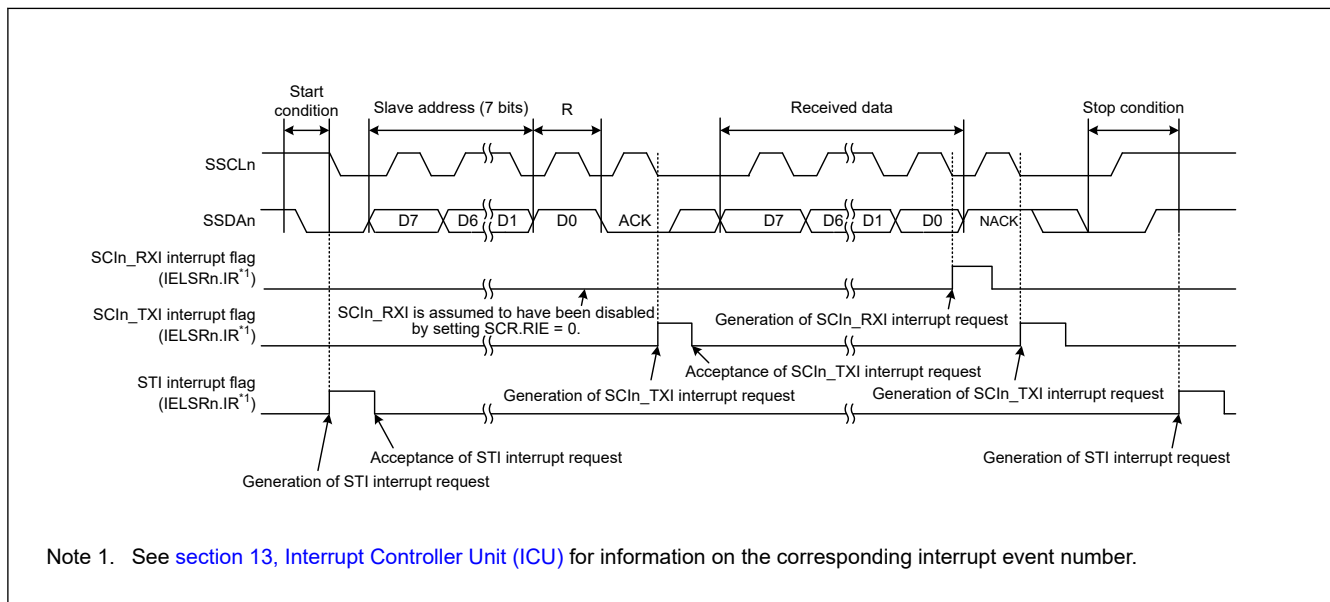 Start
condition
Slave address (7 bits)
R
Received data
Stop condition
SSCLn
SSDAn
D7
D6
D1
D0
ACK
D7
D6
D1
D0
NACK
SCIn_RXI interrupt flag
(IELSRn.IR*1)
SCIn_RXI is assumed to have been disabled
by setting SCR.RIE = 0.
Generation of SCIn_RXI interrupt request
SCIn_TXI interrupt flag
(IELSRn.IR*1)
Acceptance of SCIn_TXI interrupt request
Generation of SCIn_TXI interrupt request
Generation of SCIn_TXI interrupt request
STI interrupt flag
(IELSRn.IR*1)
Acceptance of STI interrupt request
Generation of STI interrupt request
Generation of STI interrupt request
Note 1. See section 13, Interrupt Controller Unit (ICU) for information on the corresponding interrupt event number.